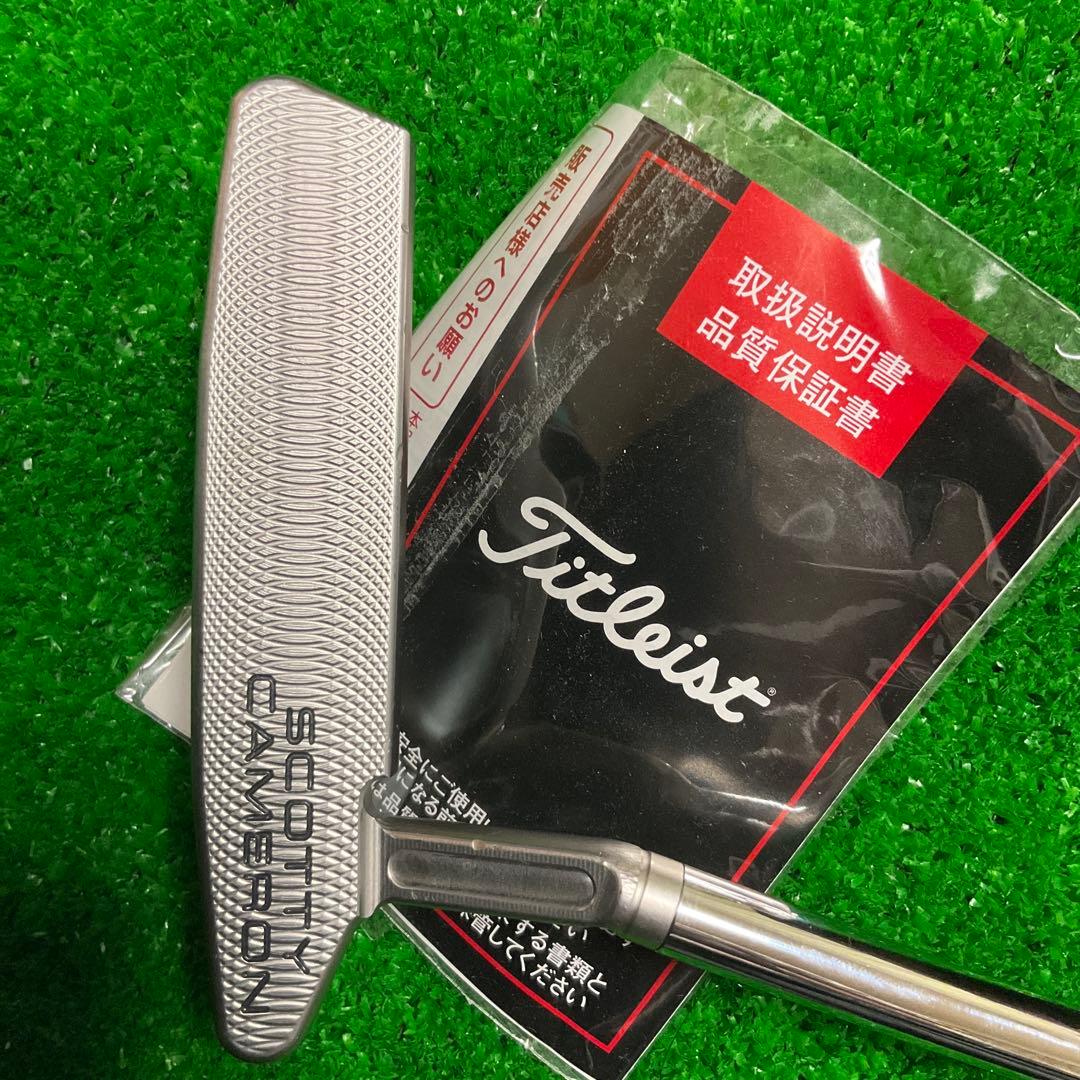 SCOTTY
CAMERON
販売店様へのお願い
取扱説明書
品質保証書
Titleist®
安全にご使用
になる前
は品質
い
、する書類と
保管してください